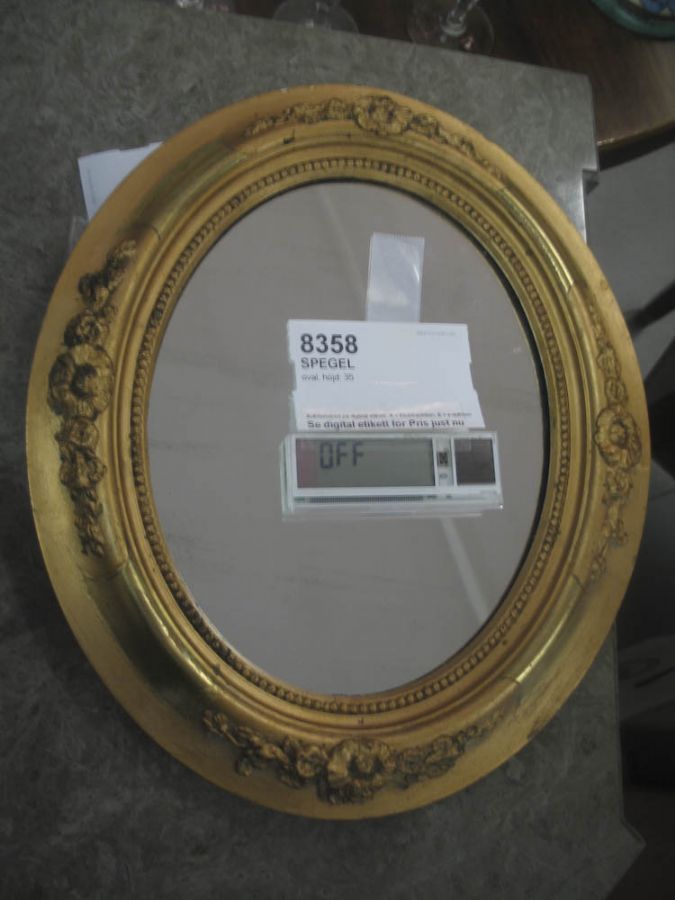 8358
SPEGEL
oval, höjd: 35
Se digital etikett för Pris just nu
OFF